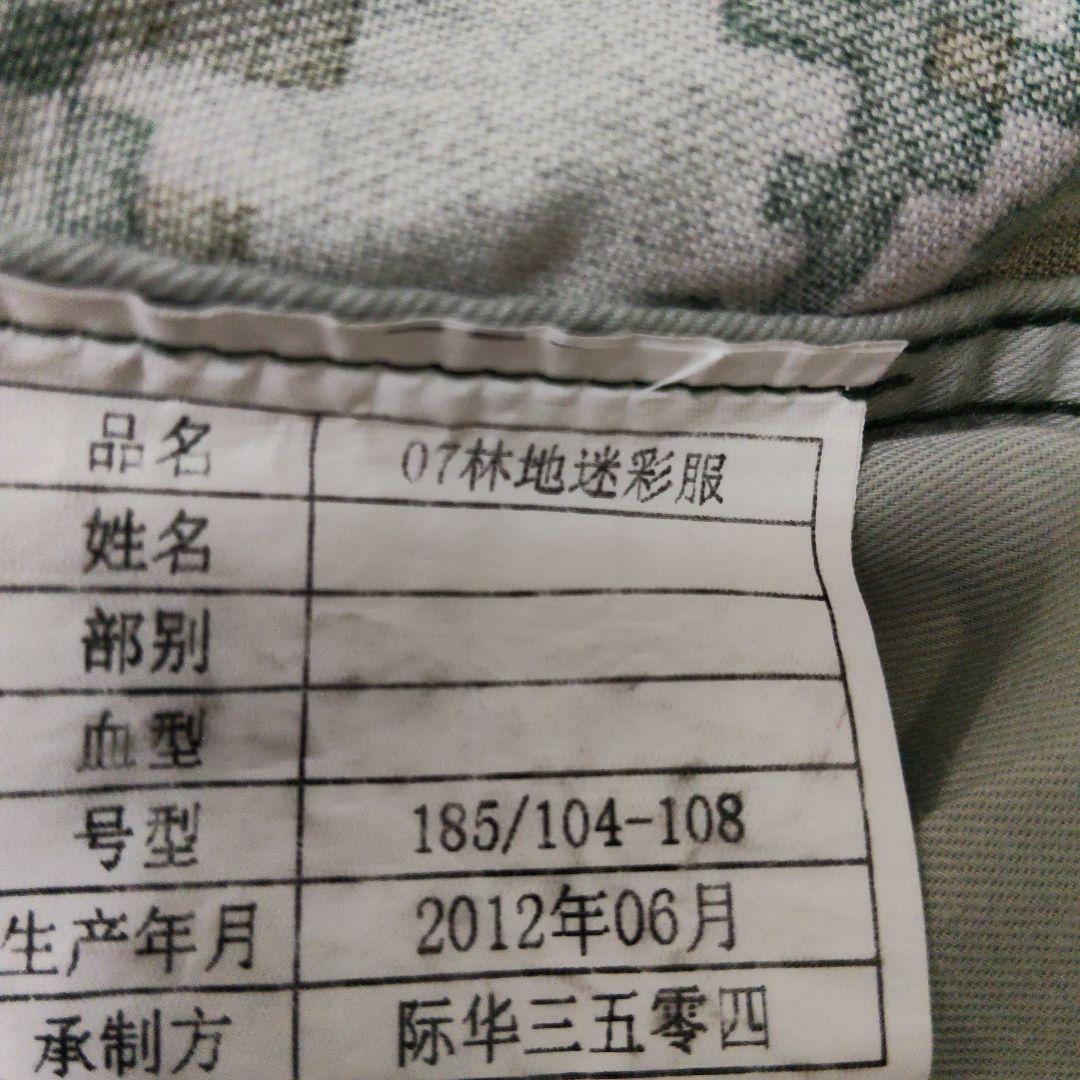 品名 07林地迷彩服
姓名
部别
血型
号型 185/104-108
生产年月 2012年06月
承制方 际华三五零四